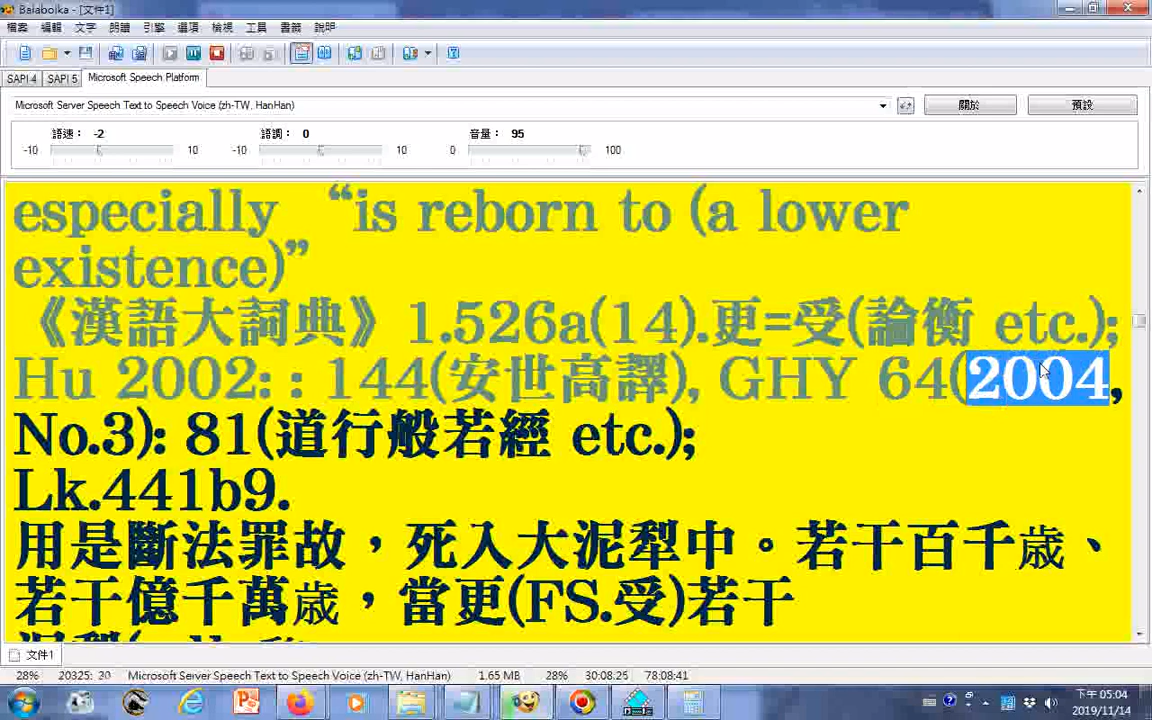 Balabolka - [文件1]
檔案 編輯 文字 朗讀 引擎 選項 檢視 工具 書籤 說明
SAPI 4 SAPI 5 Microsoft Speech Platform
Microsoft Server Speech Text to Speech Voice (zh-TW, HanHan) 關於 預設
語速： -2 語調： 0 音量： 95
-10 10 -10 10 0 100
especially “is reborn to (a lower
existence)”
《漢語大詞典》 1.526a(14).更=受(論衡 etc.);
Hu 2002: : 144(安世高譯), GHY 64(2004,
No.3): 81(道行般若經 etc.);
Lk.441b9.
用是斷法罪故，死入大泥犁中。若干百千歳、
若干億千萬歳，當更(FS.受)若干
文件1
28% 20325: 20 Microsoft Server Speech Text to Speech Voice (zh-TW, HanHan) 1.65 MB 28% 30:08:25 78:08:41
下午 05:04
2019/11/14